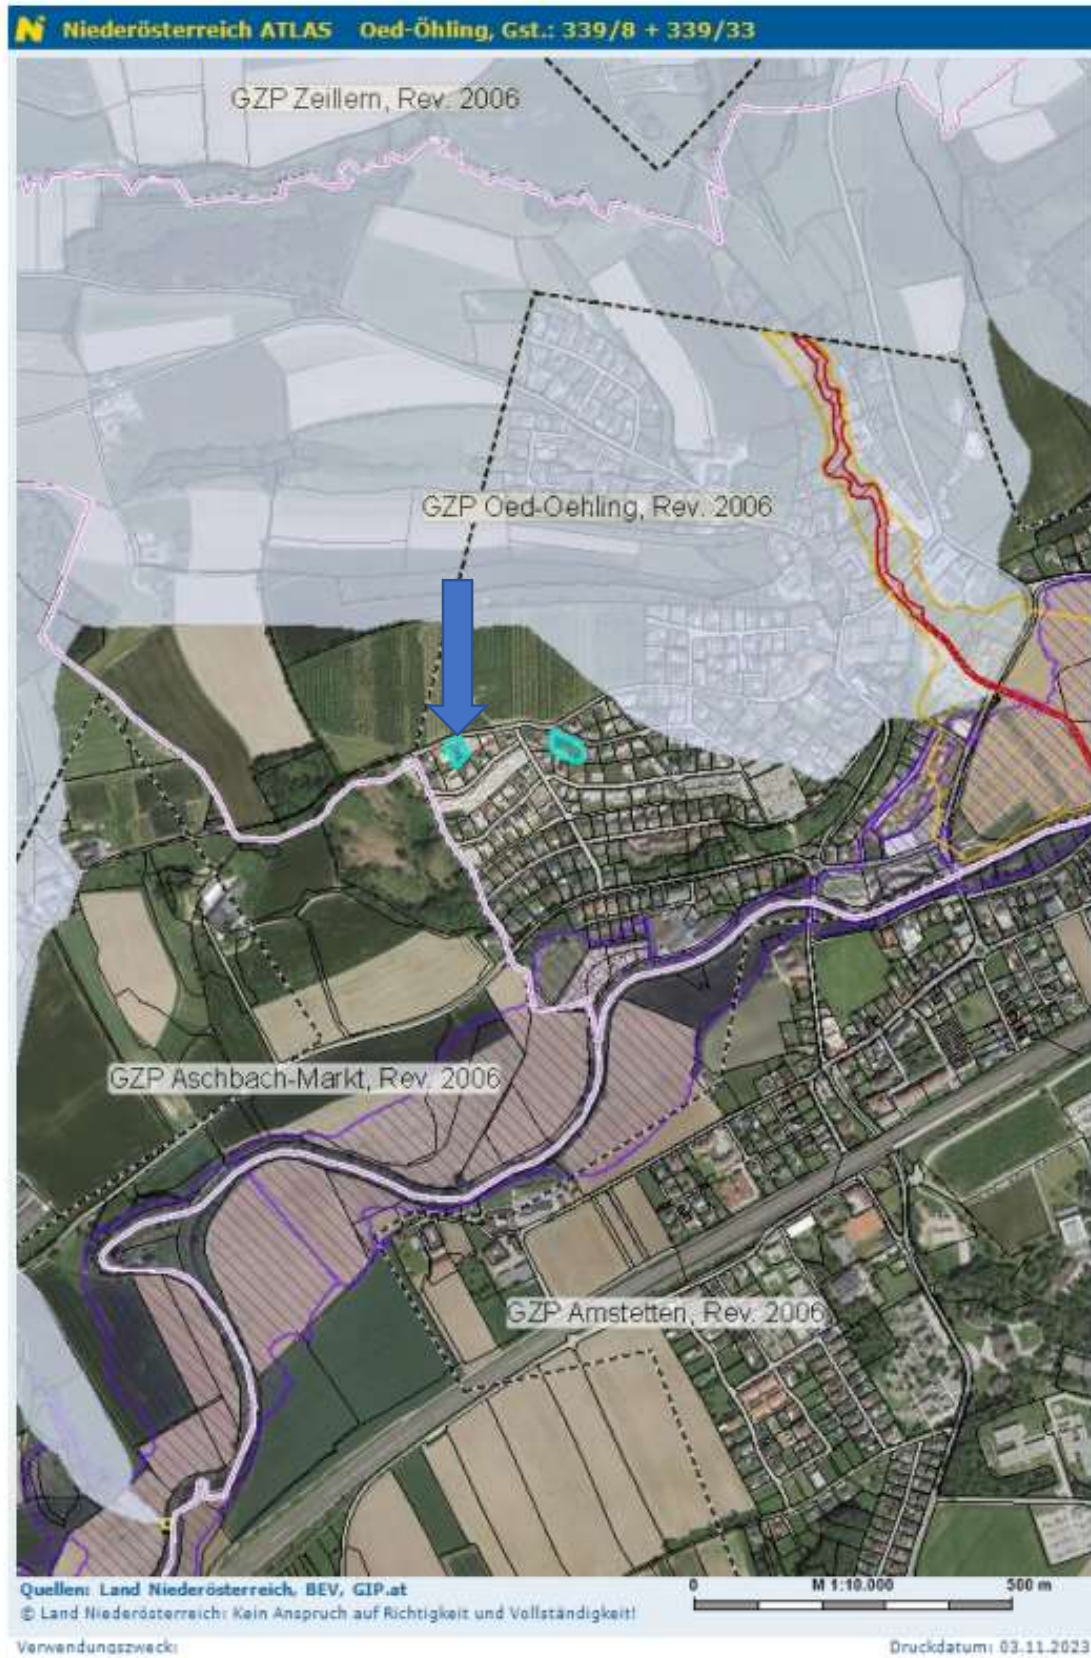 Niederösterreich ATLAS Oed-Öhling, Gst.: 339/8 + 339/33
GZP Zeillern, Rev. 2006
GZP Oed-Oehling, Rev. 2006
GZP Aschbach-Markt, Rev. 2006
GZP Amstetten, Rev. 2006
Quellen: Land Niederösterreich, BEV, GIP.at
0 M 1:10.000 500 m
© Land Niederösterreich: Kein Anspruch auf Richtigkeit und Vollständigkeit!
Verwendungszweck: Druckdatum: 03.11.2023